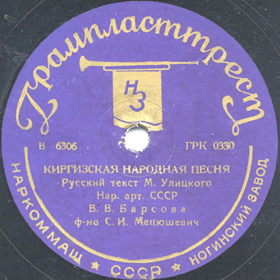 Грампласттрест
НЗ
В 6306 ГРК 0330
КИРГИЗСКАЯ НАРОДНАЯ ПЕСНЯ
Русский текст М. Улицкого
Нар. арт. СССР
В. В. Барсова
ф-но С. И. Мацюшевич
НАРКОММАШ ★ СССР ★ НОГИНСКИЙ ЗАВОД